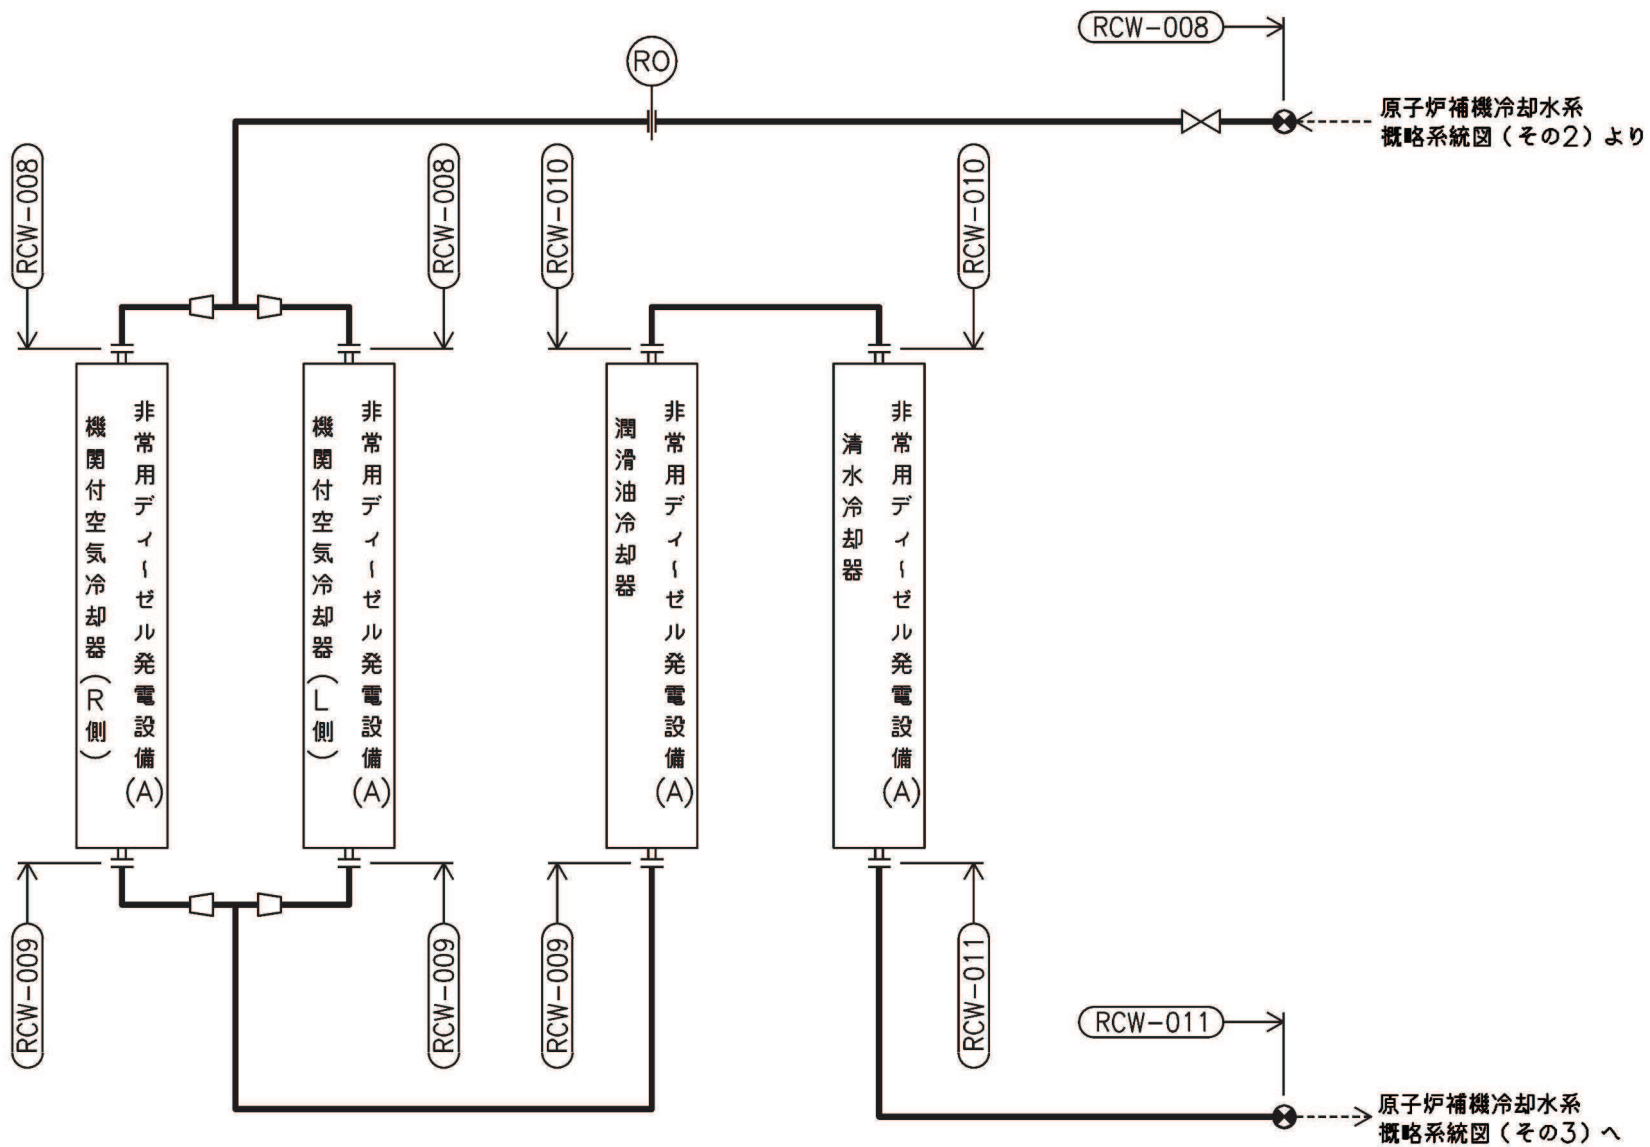 RCW-008
RO
原子炉補機冷却水系
概略系統図（その2）より
RCW-008
RCW-008
RCW-010
RCW-010
非常用ディーゼル発電設備(A)
機関付空気冷却器(R側)
非常用ディーゼル発電設備(A)
機関付空気冷却器(L側)
非常用ディーゼル発電設備(A)
潤滑油冷却器
非常用ディーゼル発電設備(A)
清水冷却器
RCW-009
RCW-009
RCW-009
RCW-011
RCW-011
原子炉補機冷却水系
概略系統図（その3）へ